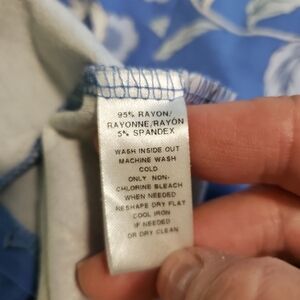 95% RAYON/
RAYONNE/RAYÓN
5% SPANDEX
WASH INSIDE OUT
MACHINE WASH
COLD
ONLY NON-
CHLORINE BLEACH
WHEN NEEDED
RESHAPE DRY FLAT
COOL IRON
IF NEEDED
OR DRY CLEAN